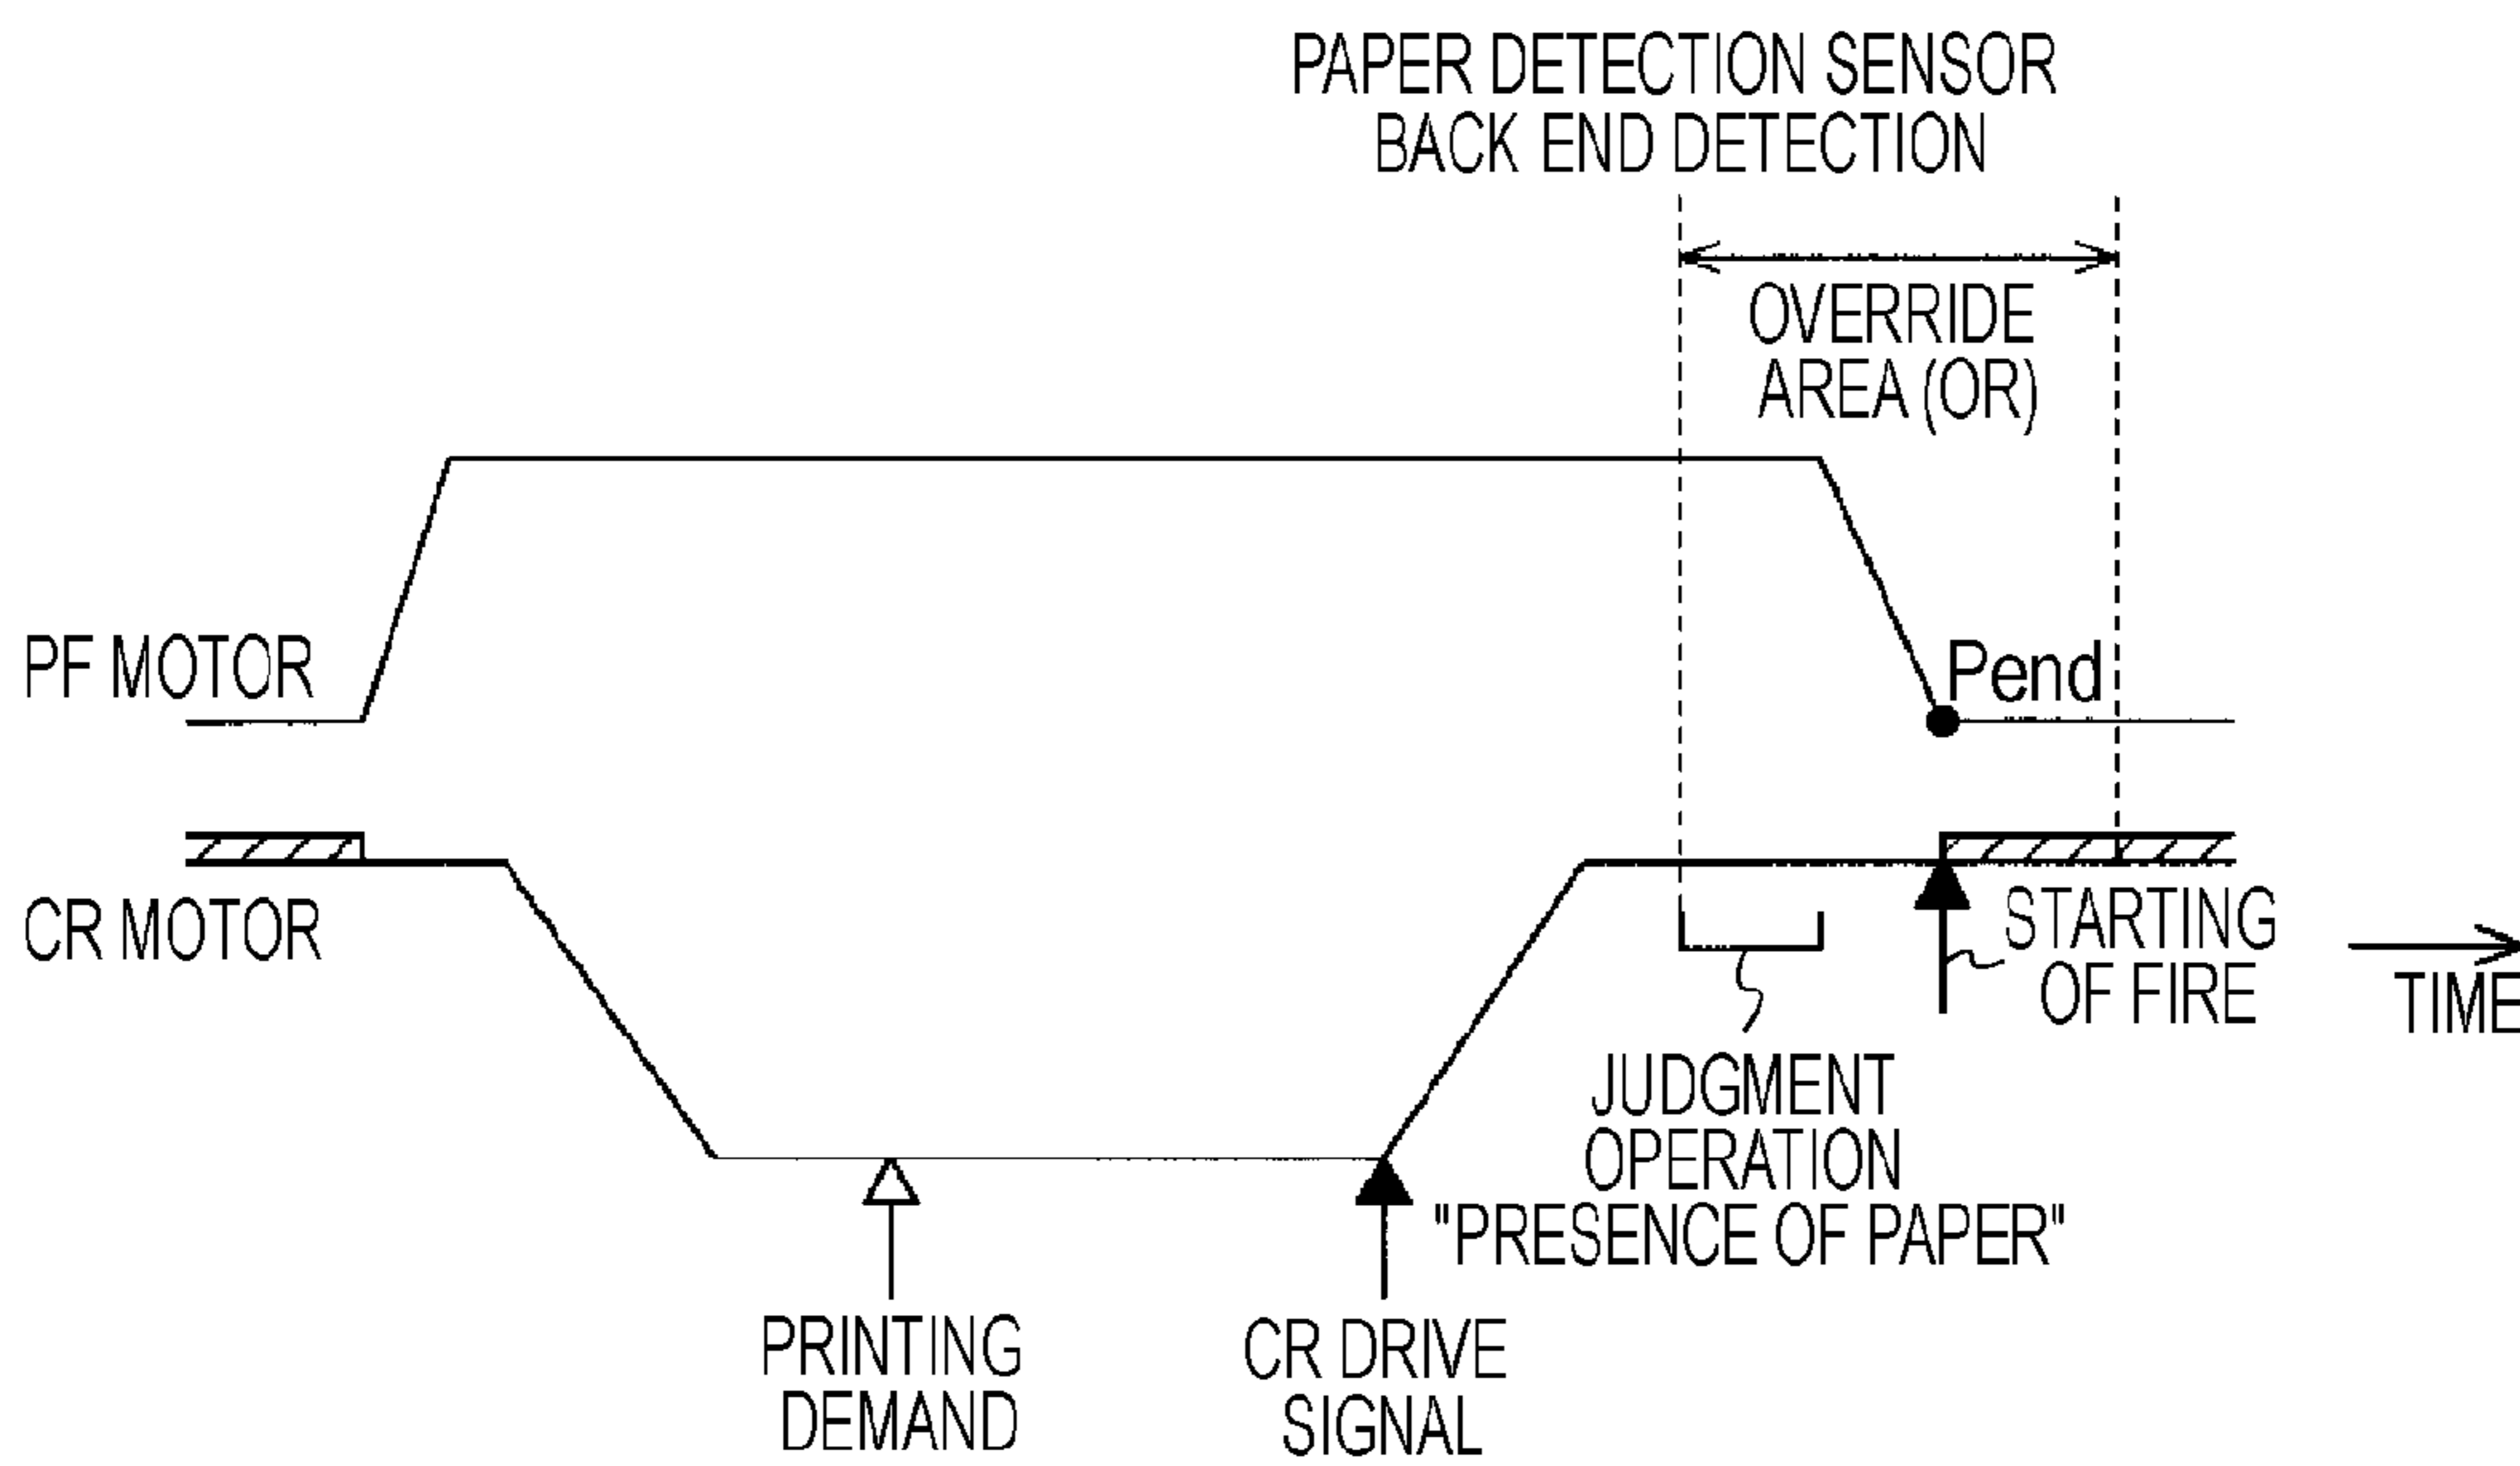 PAPER DETECTION SENSOR
BACK END DETECTION
OVERRIDE
AREA (OR)
PF MOTOR
Pend
CR MOTOR
STARTING
OF FIRE
TIME
JUDGMENT
OPERATION
"PRESENCE OF PAPER"
PRINTING
DEMAND
CR DRIVE
SIGNAL